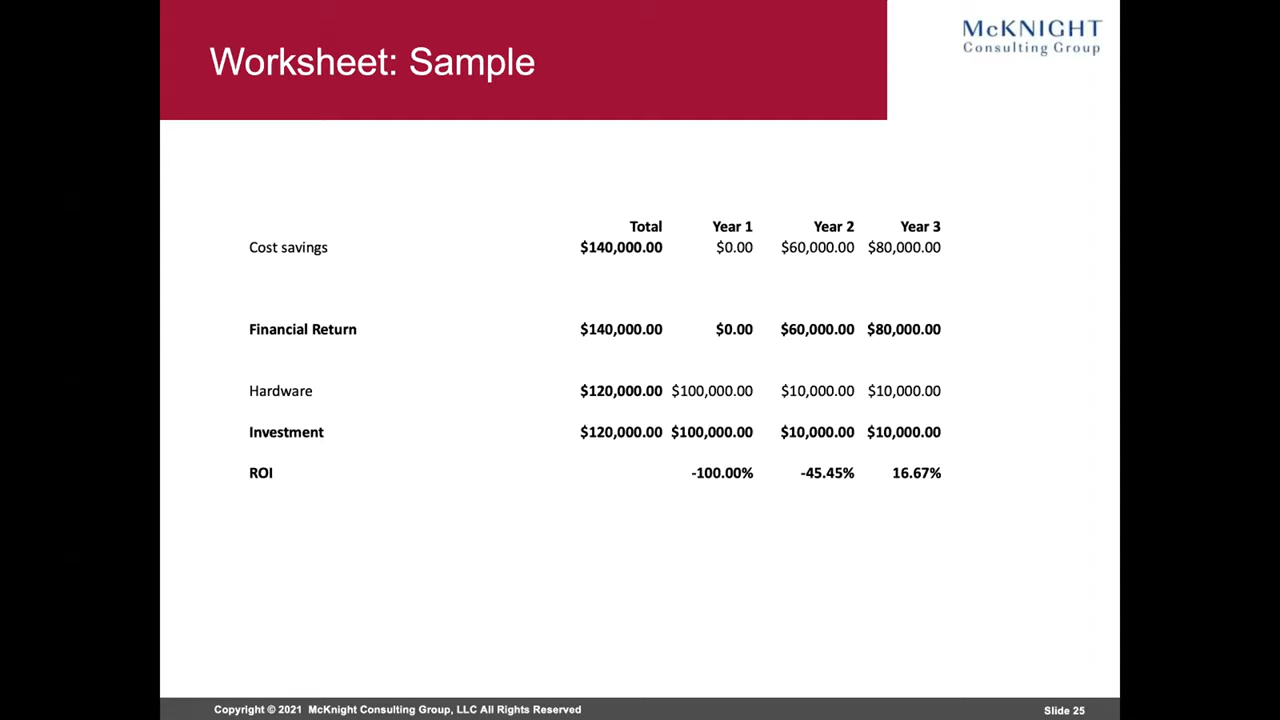 Worksheet: Sample
McKNIGHT
Consulting Group
Total Year 1 Year 2 Year 3
Cost savings $140,000.00 $0.00 $60,000.00 $80,000.00
Financial Return $140,000.00 $0.00 $60,000.00 $80,000.00
Hardware $120,000.00 $100,000.00 $10,000.00 $10,000.00
Investment $120,000.00 $100,000.00 $10,000.00 $10,000.00
ROI -100.00% -45.45% 16.67%
Copyright © 2021 McKnight Consulting Group, LLC All Rights Reserved Slide 25